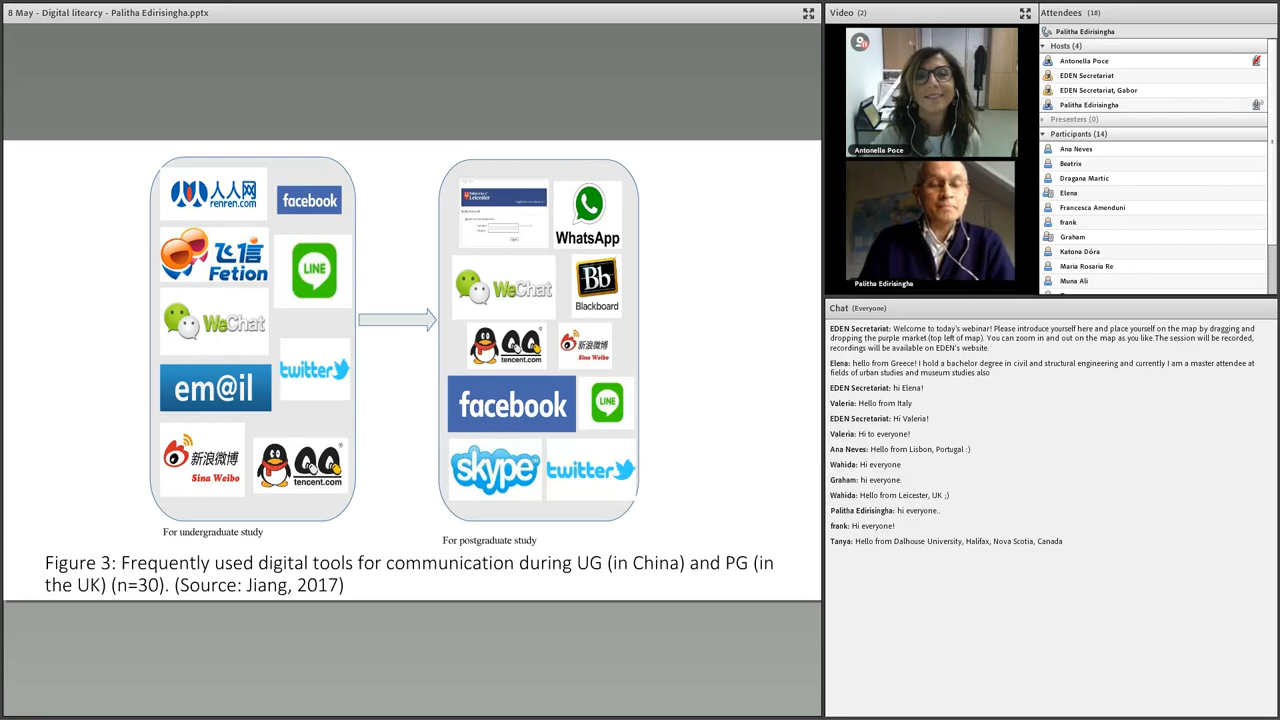 8 May - Digital litearcy - Palitha Edirisingha.pptx
人人网
renren.com
facebook
飞信
Fetion
LINE
WeChat
twitter
em@il
新浪微博
Sina Weibo
QQ
tencent.com
For undergraduate study
University of
Leicester
WhatsApp
WeChat
Bb
Blackboard
QQ
tencent.com
新浪微博
Sina Weibo
facebook
LINE
skype
twitter
For postgraduate study
Figure 3: Frequently used digital tools for communication during UG (in China) and PG (in
the UK) (n=30). (Source: Jiang, 2017)
Video (2)
Antonella Poce
Palitha Edirisingha
Attendees (18)
Palitha Edirisingha
Hosts (4)
Antonella Poce
EDEN Secretariat
EDEN Secretariat, Gabor
Palitha Edirisingha
Presenters (0)
Participants (14)
Ana Neves
Beatrix
Dragana Martic
Elena
Francesca Amenduni
frank
Graham
Katona Dóra
Maria Rosaria Re
Muna Ali
Chat (Everyone)
EDEN Secretariat: Welcome to today's webinar! Please introduce yourself here and place yourself on the map by dragging and
dropping the purple market (top left of map). You can zoom in and out on the map as you like.The session will be recorded,
recordings will be available on EDEN's website.
Elena: hello from Greece! I hold a bachelor degree in civil and structural engineering and currently I am a master attendee at
fields of urban studies and museum studies also
EDEN Secretariat: hi Elena!
Valeria: Hello from Italy
EDEN Secretariat: Hi Valeria!
Valeria: Hi to everyone!
Ana Neves: Hello from Lisbon, Portugal :)
Wahida: Hi everyone
Graham: hi everyone.
Wahida: Hello from Leicester, UK ;)
Palitha Edirisingha: hi everyone..
frank: Hi everyone!
Tanya: Hello from Dalhouse University, Halifax, Nova Scotia, Canada